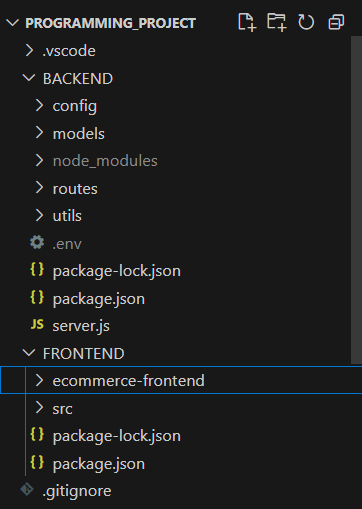 PROGRAMMING_PROJECT
.vscode
BACKEND
config
models
node_modules
routes
utils
.env
{} package-lock.json
{} package.json
JS server.js
FRONTEND
ecommerce-frontend
src
{} package-lock.json
{} package.json
.gitignore